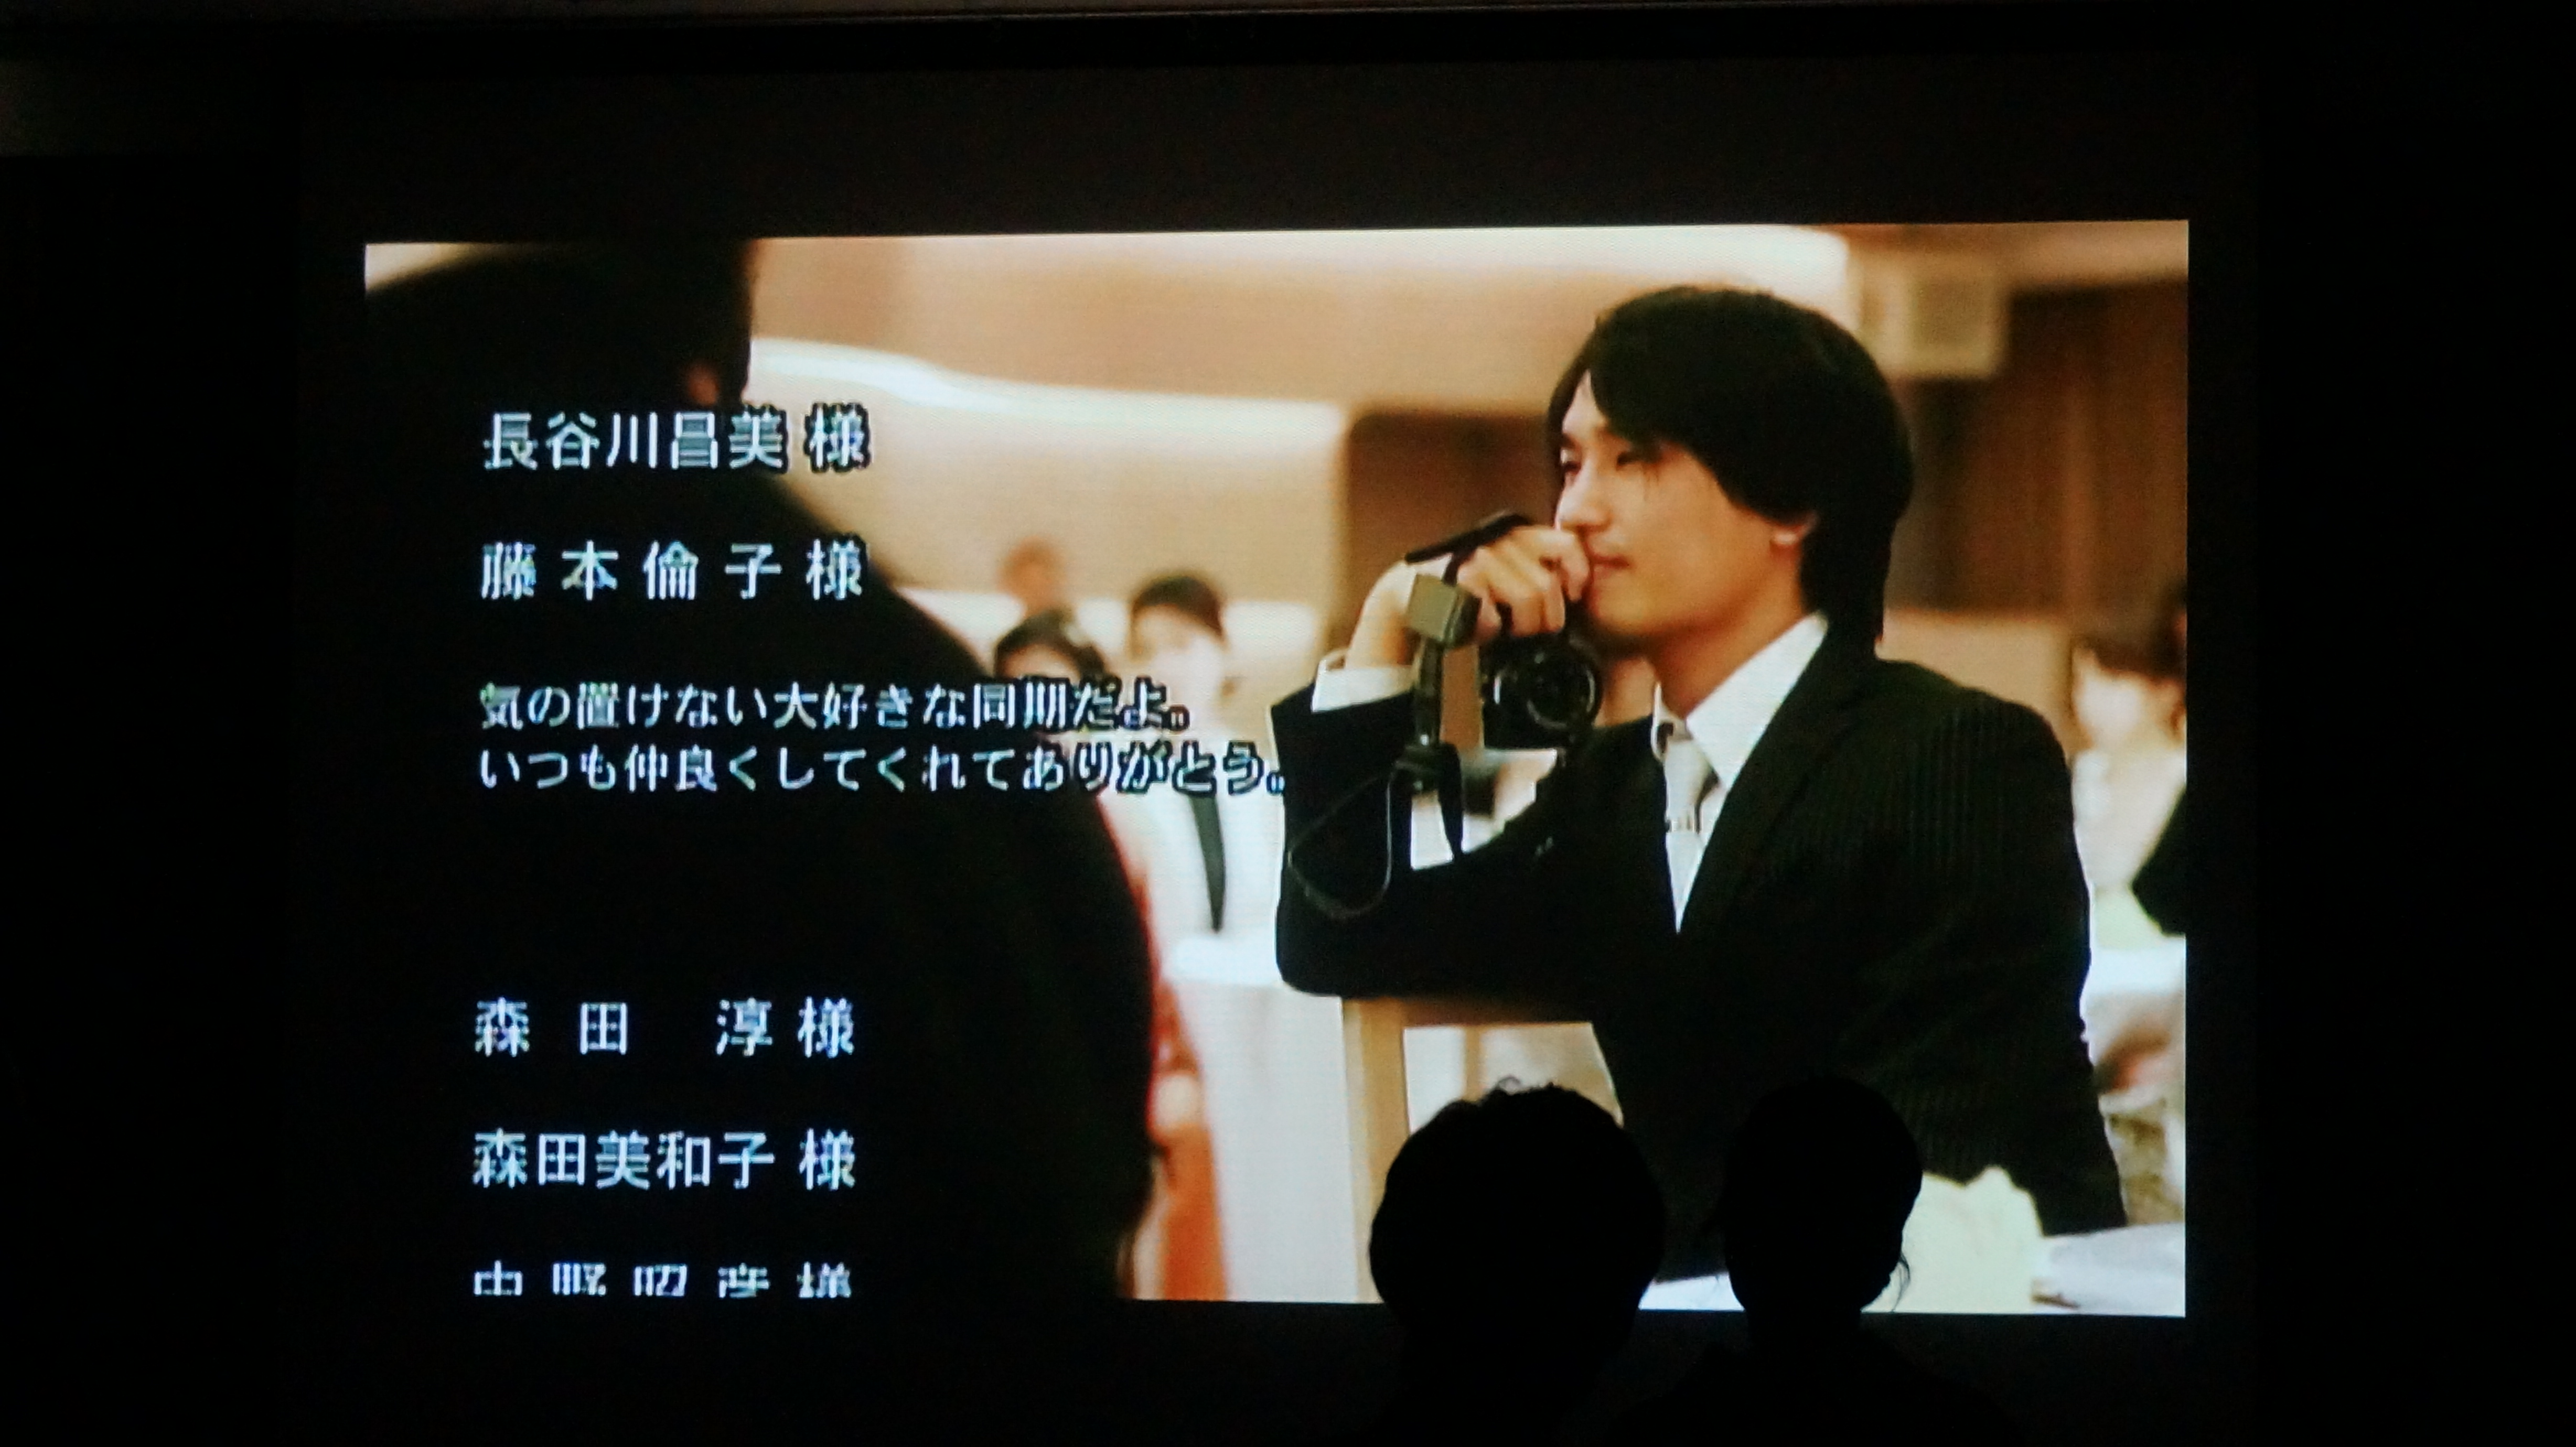 長谷川昌美 様
藤本倫子 様
気の置けない大好きな同期だよ。
いつも仲良くしてくれてありがとう。
森田 淳 様
森田美和子 様